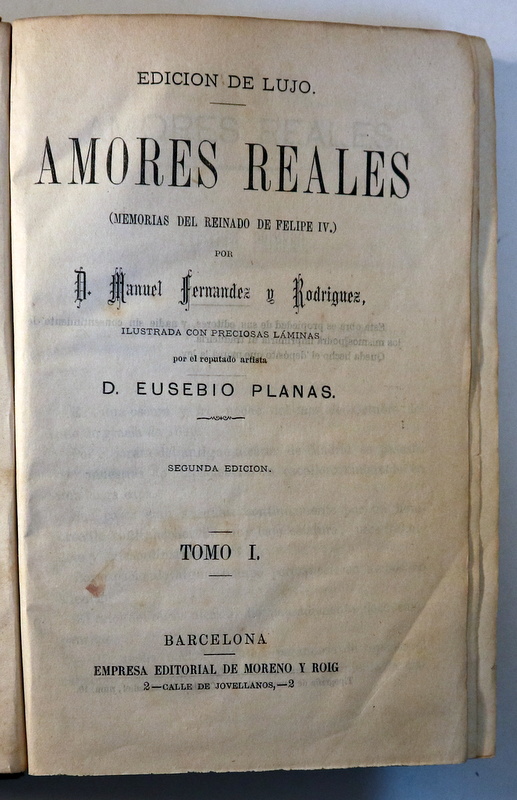 EDICION DE LUJO.
AMORES REALES
(MEMORIAS DEL REINADO DE FELIPE IV.)
POR
D. Manuel Fernandez y Rodriguez,
ILUSTRADA CON PRECIOSAS LÁMINAS
por el reputado artista
D. EUSEBIO PLANAS.
SEGUNDA EDICION.
TOMO I.
BARCELONA
EMPRESA EDITORIAL DE MORENO Y ROIG
2—CALLE DE JOVELLANOS,—2